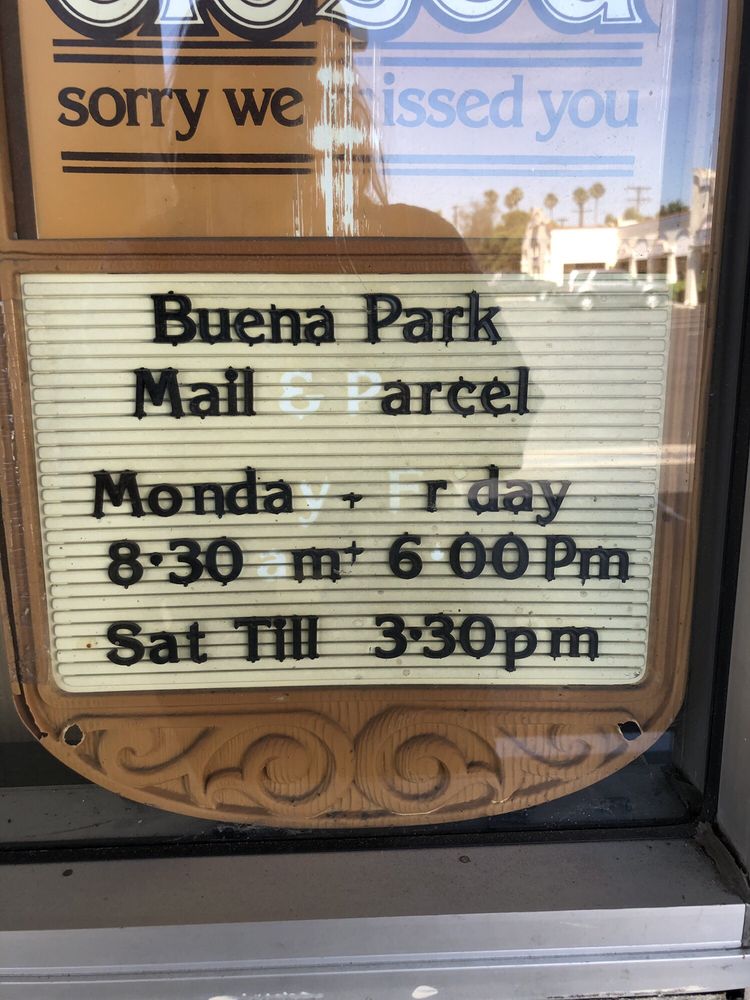 closed
sorry we missed you
Buena Park
Mail & Parcel
Monday + Friday
8·30 am + 6·00 Pm
Sat Till 3·30pm